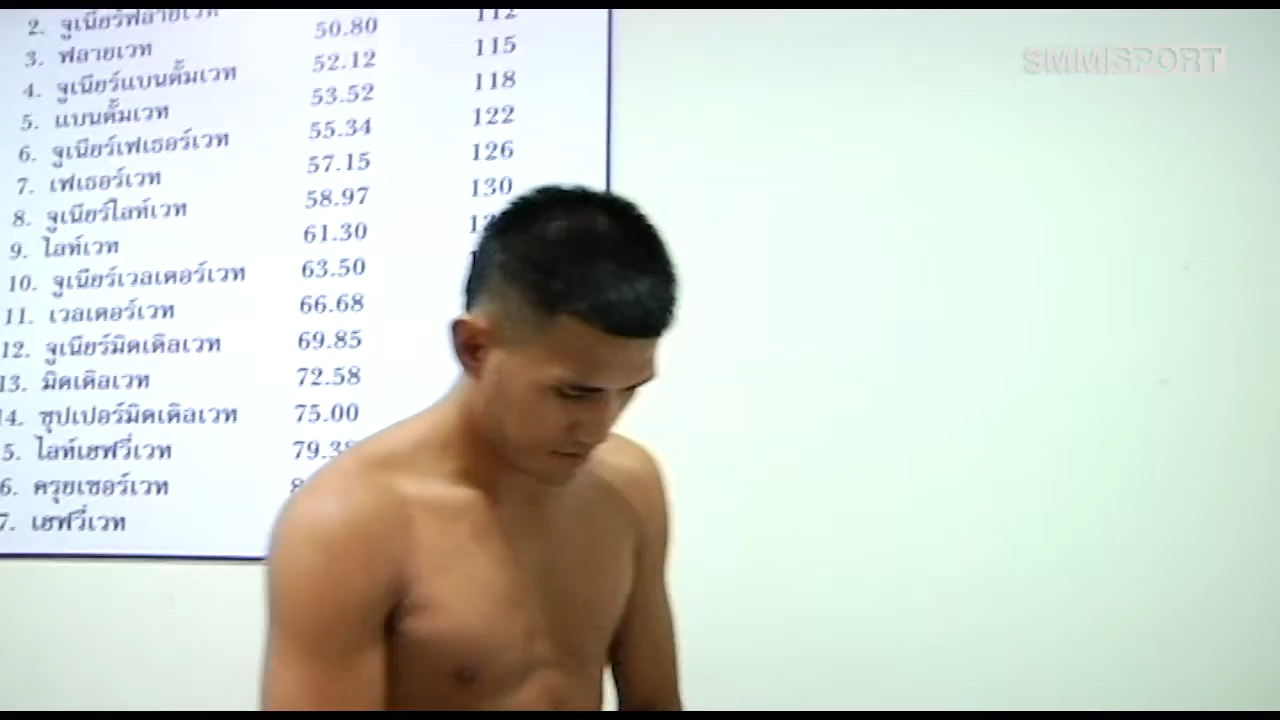 2. จูเนียร์ฟลายเวท 50.80 112
3. ฟลายเวท 52.12 115
4. จูเนียร์แบนตั้มเวท 53.52 118
5. แบนตั้มเวท 55.34 122
6. จูเนียร์เฟเธอร์เวท 57.15 126
7. เฟเธอร์เวท 58.97 130
8. จูเนียร์ไลท์เวท 61.30
9. ไลท์เวท 63.50
10. จูเนียร์เวลเตอร์เวท 66.68
11. เวลเตอร์เวท 69.85
12. จูเนียร์มิดเดิลเวท 72.58
13. มิดเดิลเวท 75.00
14. ซุปเปอร์มิดเดิลเวท 79.38
5. ไลท์เฮฟวี่เวท
6. ครุยเซอร์เวท
7. เฮฟวี่เวท
SMMSPORT